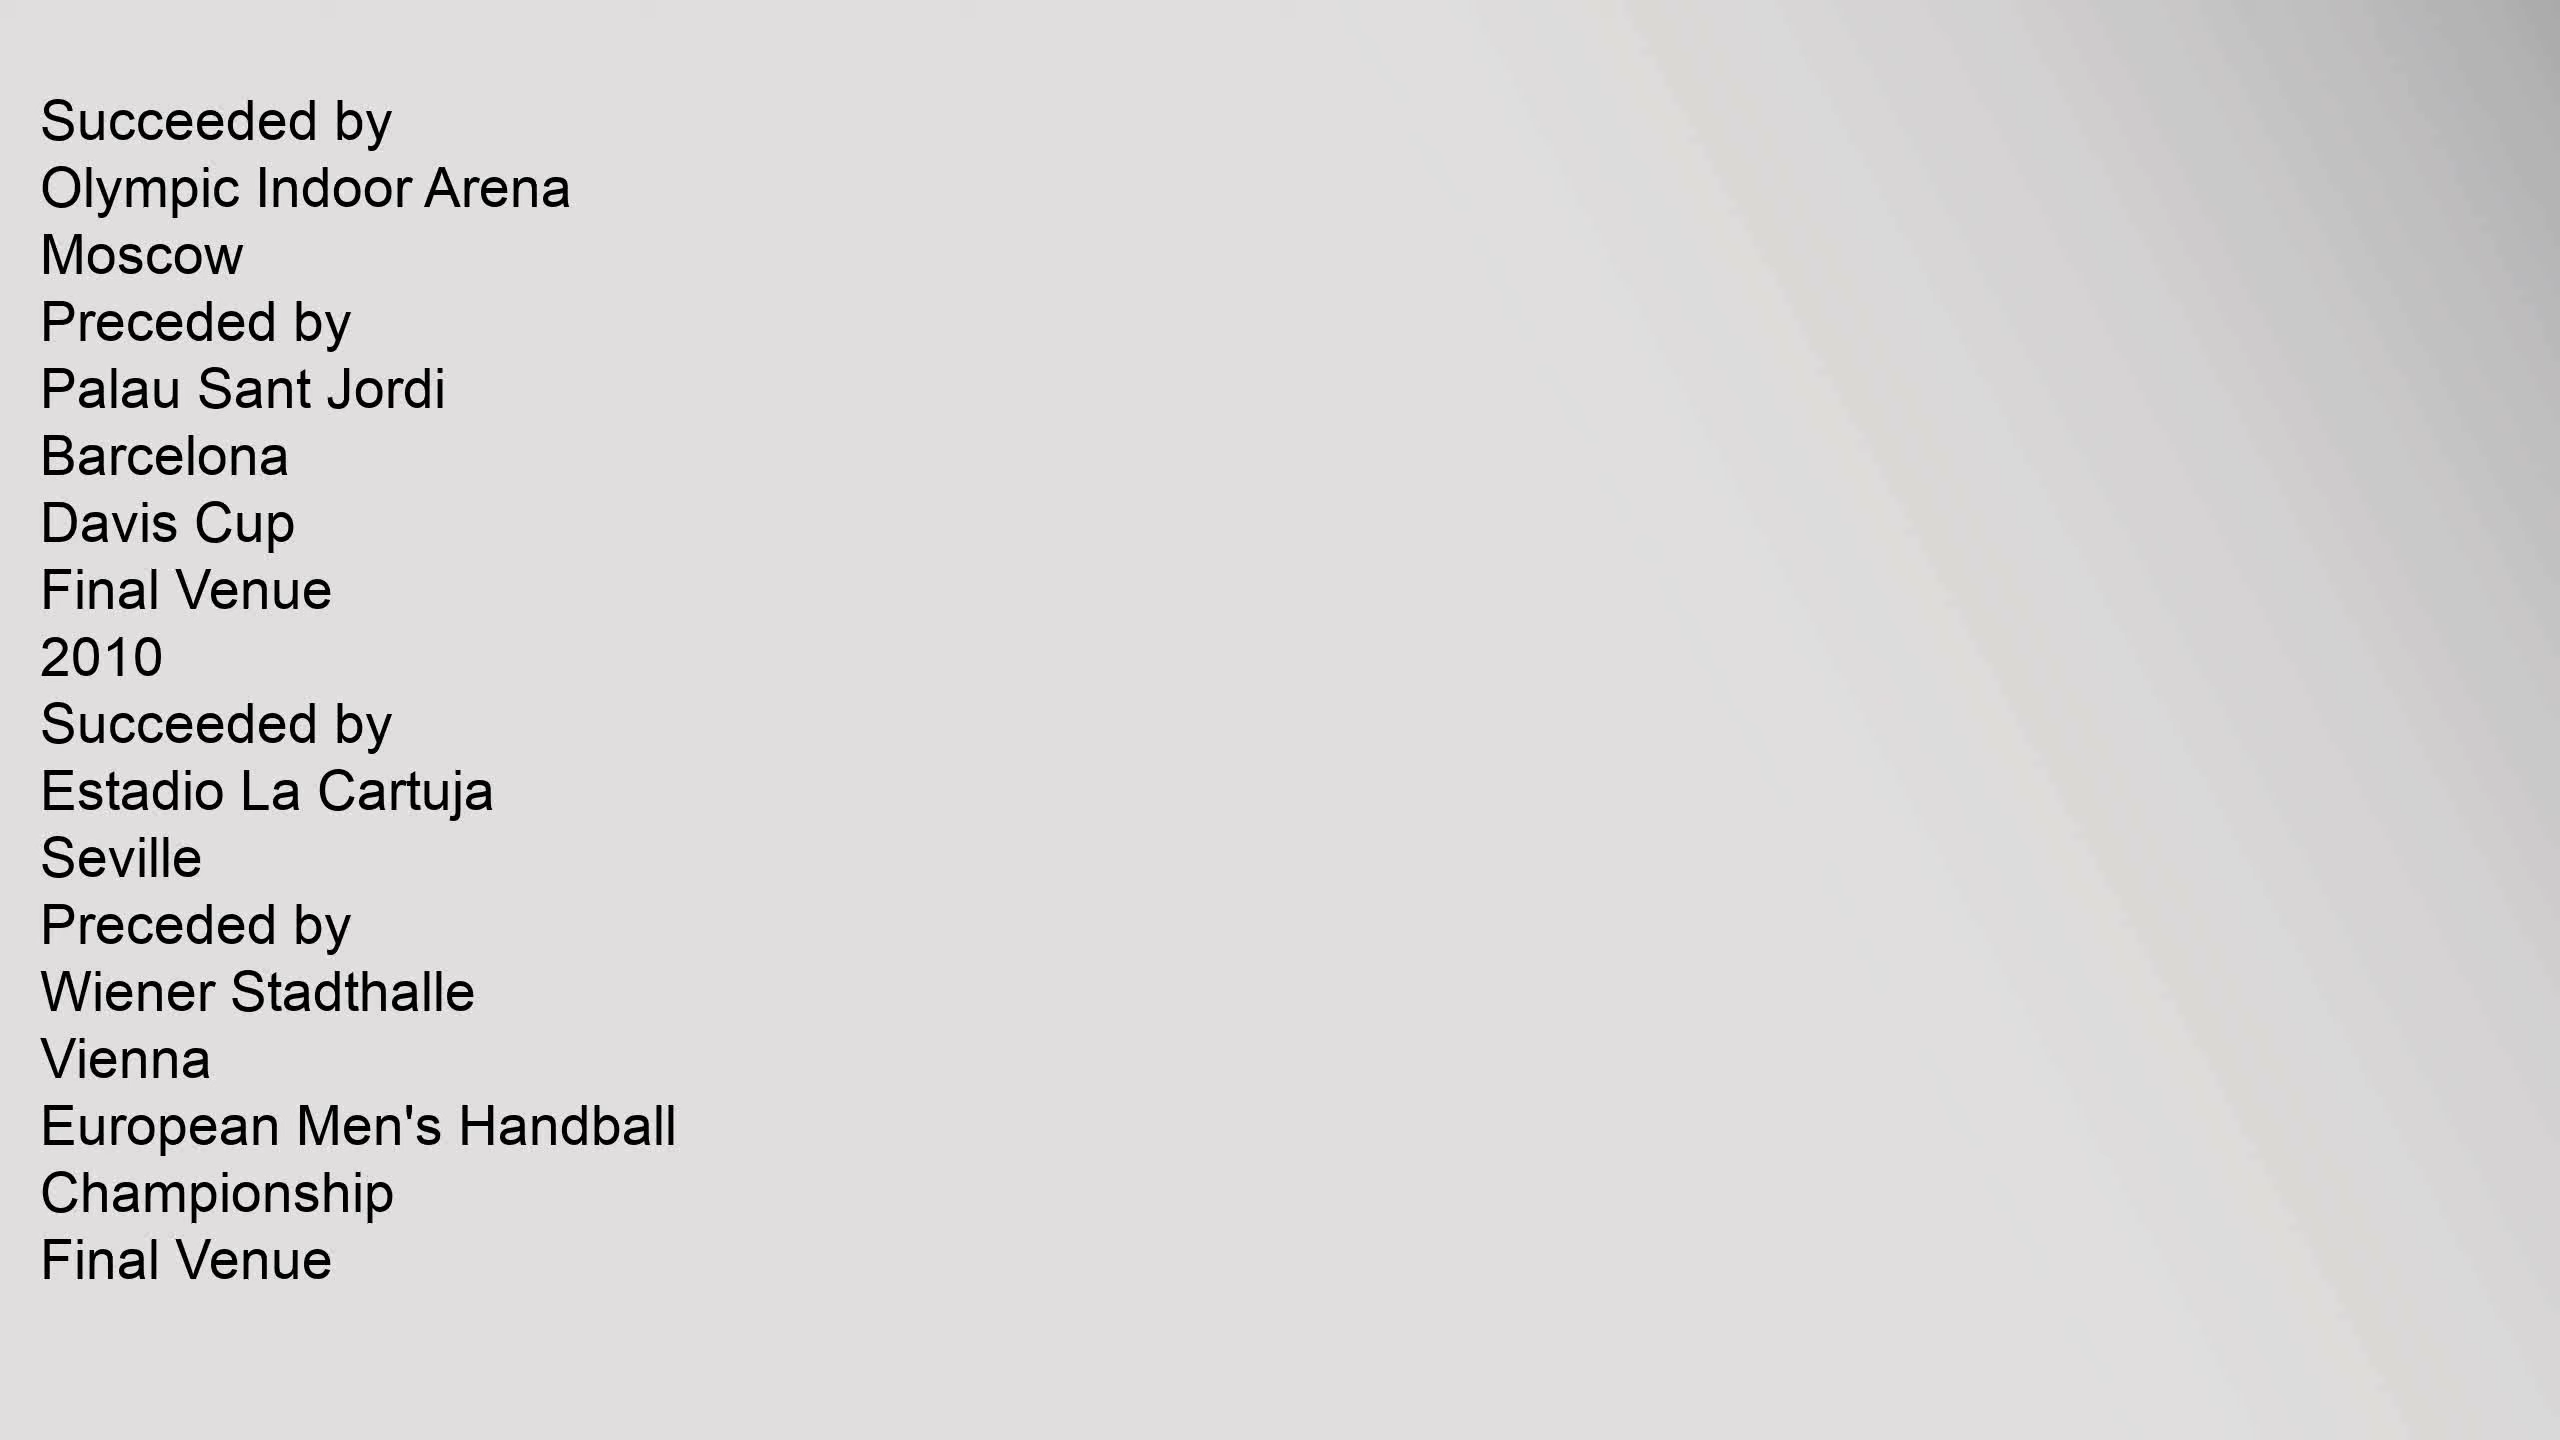 Succeeded by
Olympic Indoor Arena
Moscow
Preceded by
Palau Sant Jordi
Barcelona
Davis Cup
Final Venue
2010
Succeeded by
Estadio La Cartuja
Seville
Preceded by
Wiener Stadthalle
Vienna
European Men's Handball
Championship
Final Venue